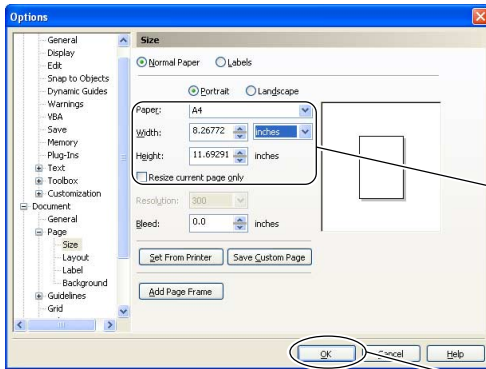 Options
General
Display
Edit
Snap to Objects
Dynamic Guides
Warnings
VBA
Save
Memory
Plug-Ins
Text
Toolbox
Customization
Document
General
Page
Size
Layout
Label
Background
Guidelines
Grid
Size
Normal Paper Labels
Portrait Landscape
Paper: A4
Width: 8.26772 inches
Height: 11.69291 inches
Resize current page only
Resolution: 300
Bleed: 0.0 inches
Set From Printer Save Custom Page
Add Page Frame
OK Cancel Help